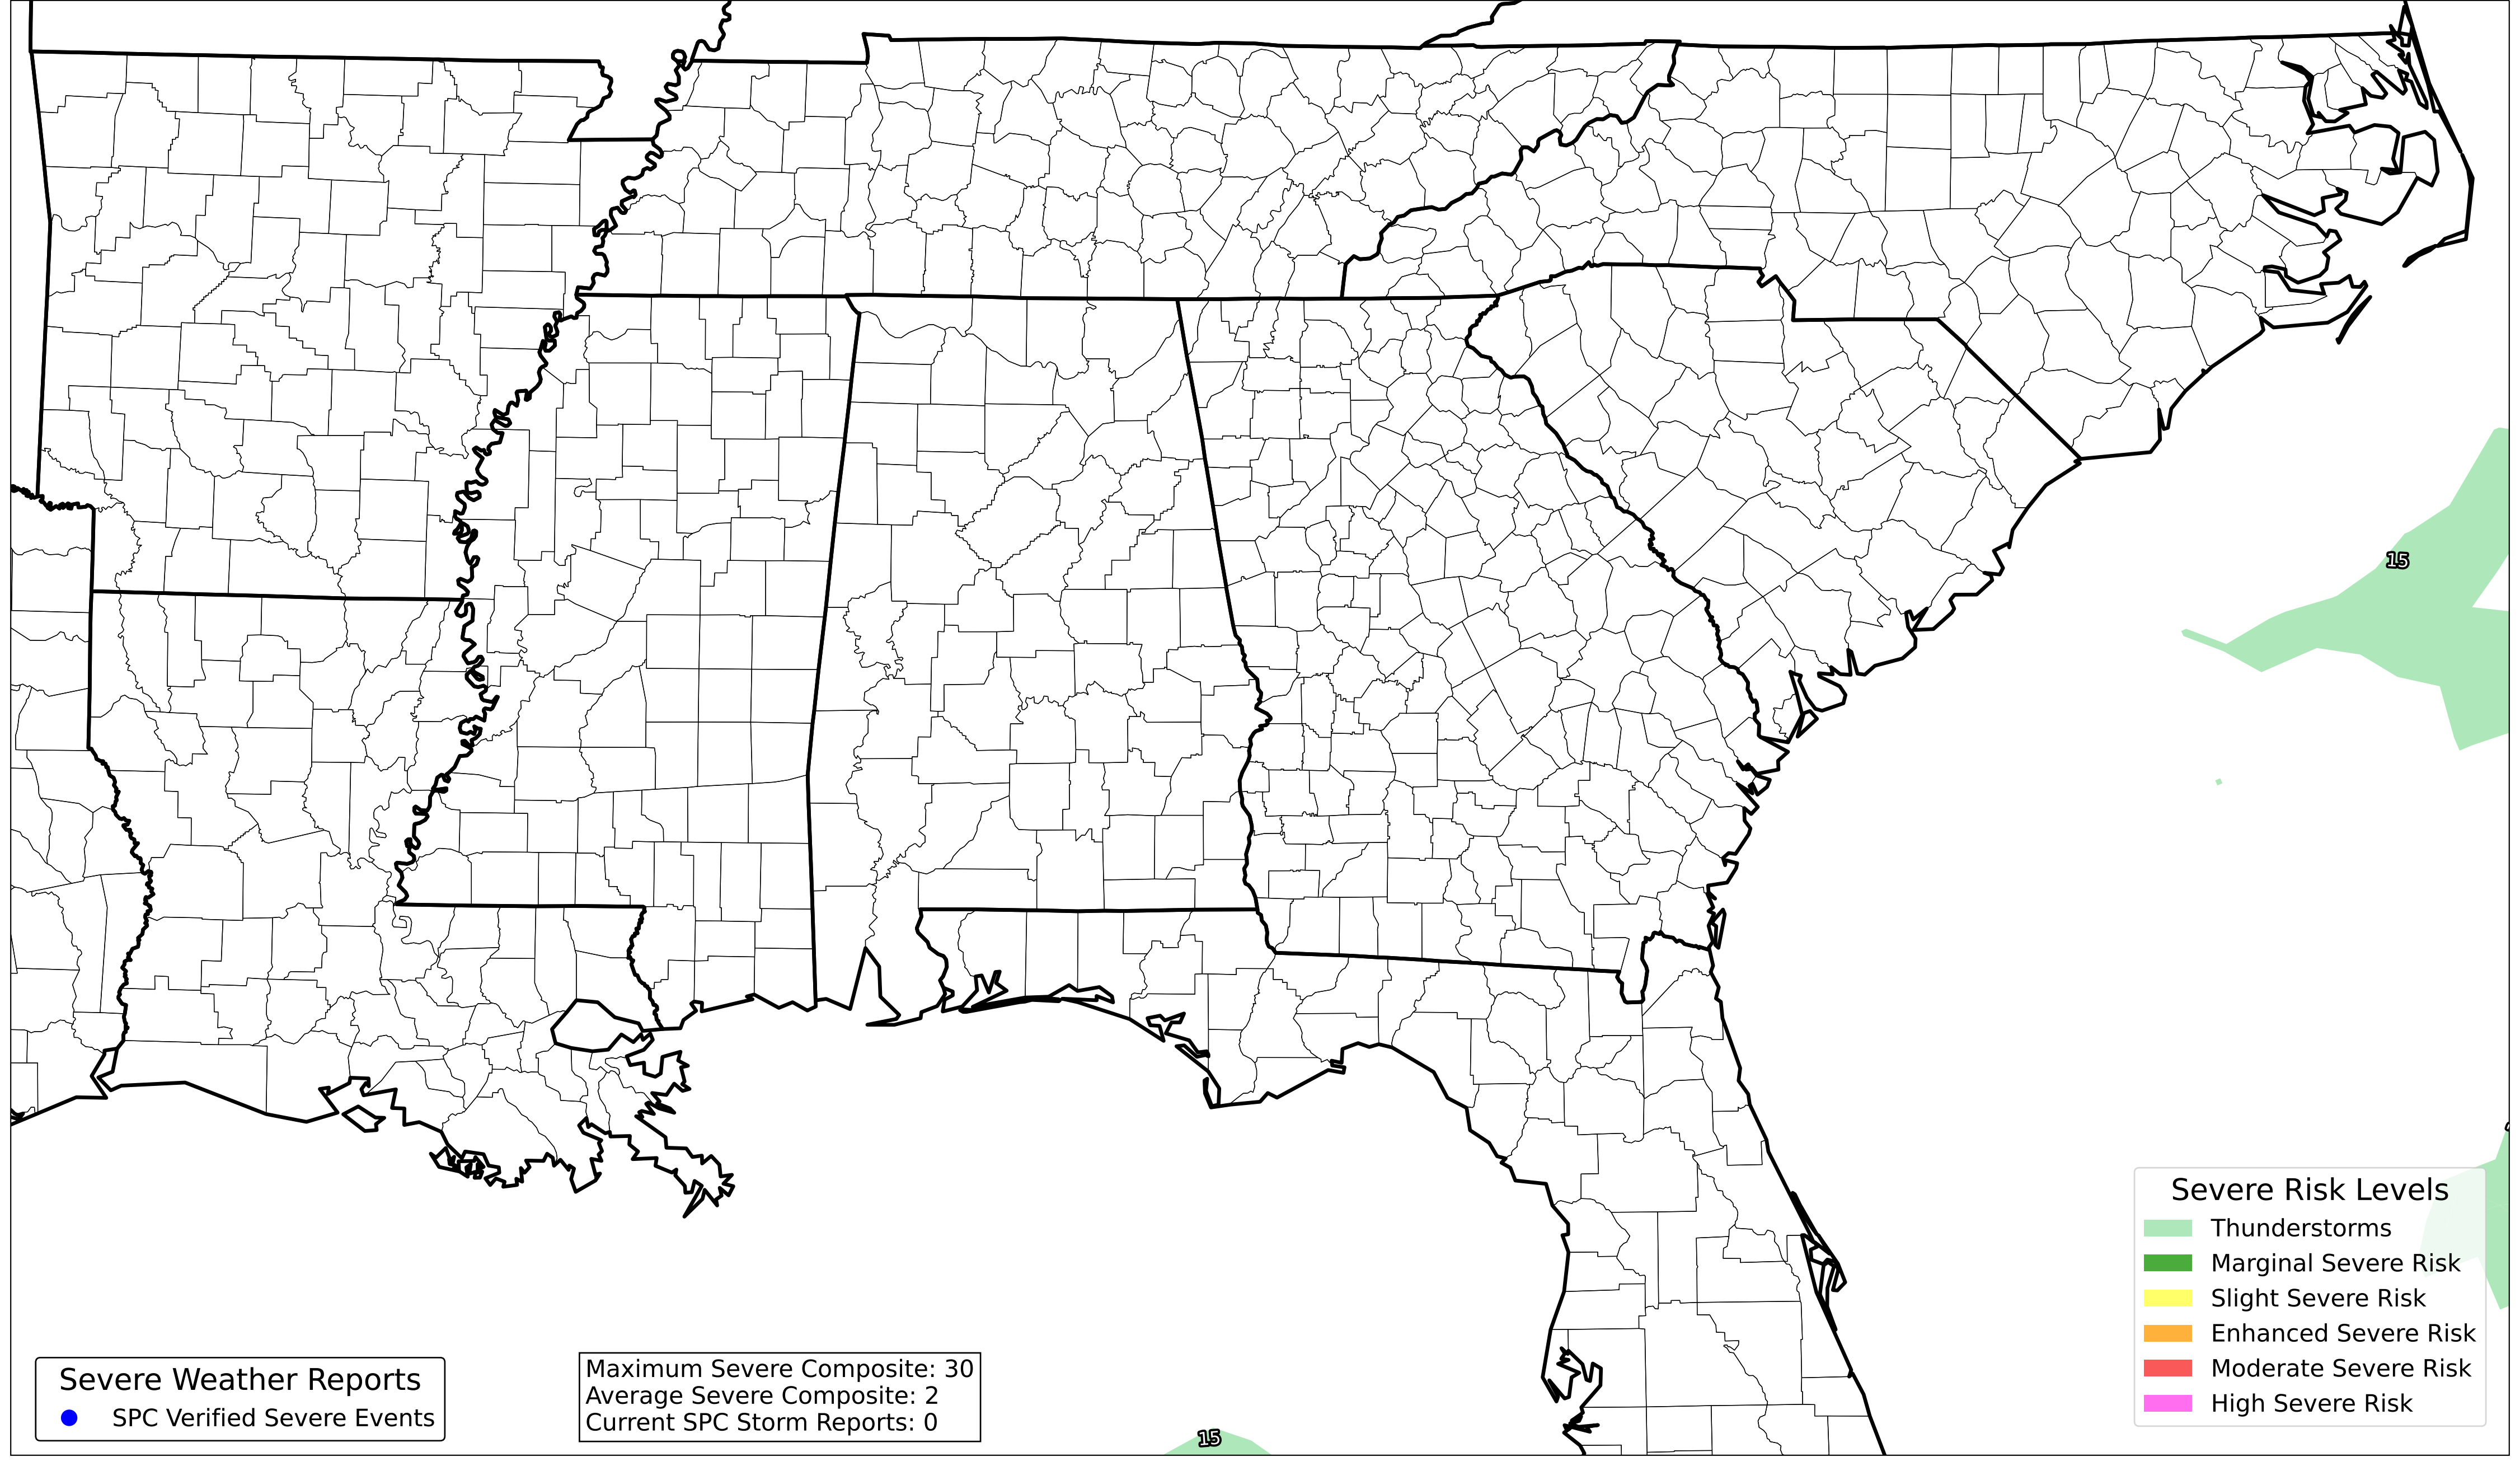 15
Severe Risk Levels
Thunderstorms
Marginal Severe Risk
Slight Severe Risk
Enhanced Severe Risk
Moderate Severe Risk
High Severe Risk
Severe Weather Reports
SPC Verified Severe Events
Maximum Severe Composite: 30
Average Severe Composite: 2
Current SPC Storm Reports: 0
15